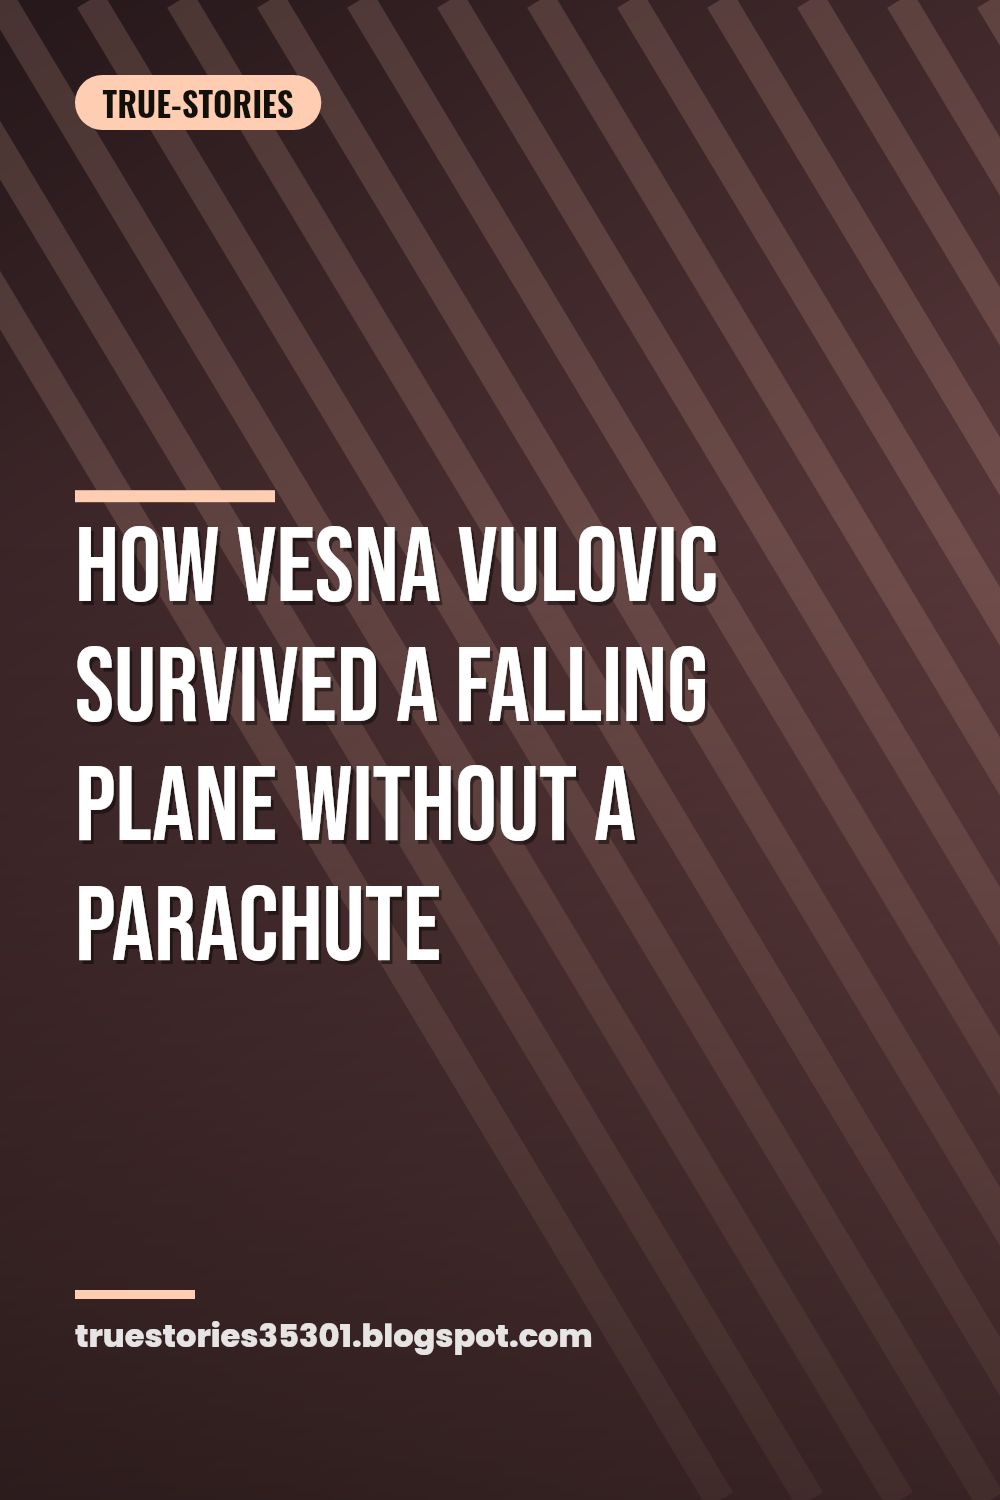 TRUE-STORIES
HOW VESNA VULOVIC
SURVIVED A FALLING
PLANE WITHOUT A
PARACHUTE
truestories35301.blogspot.com